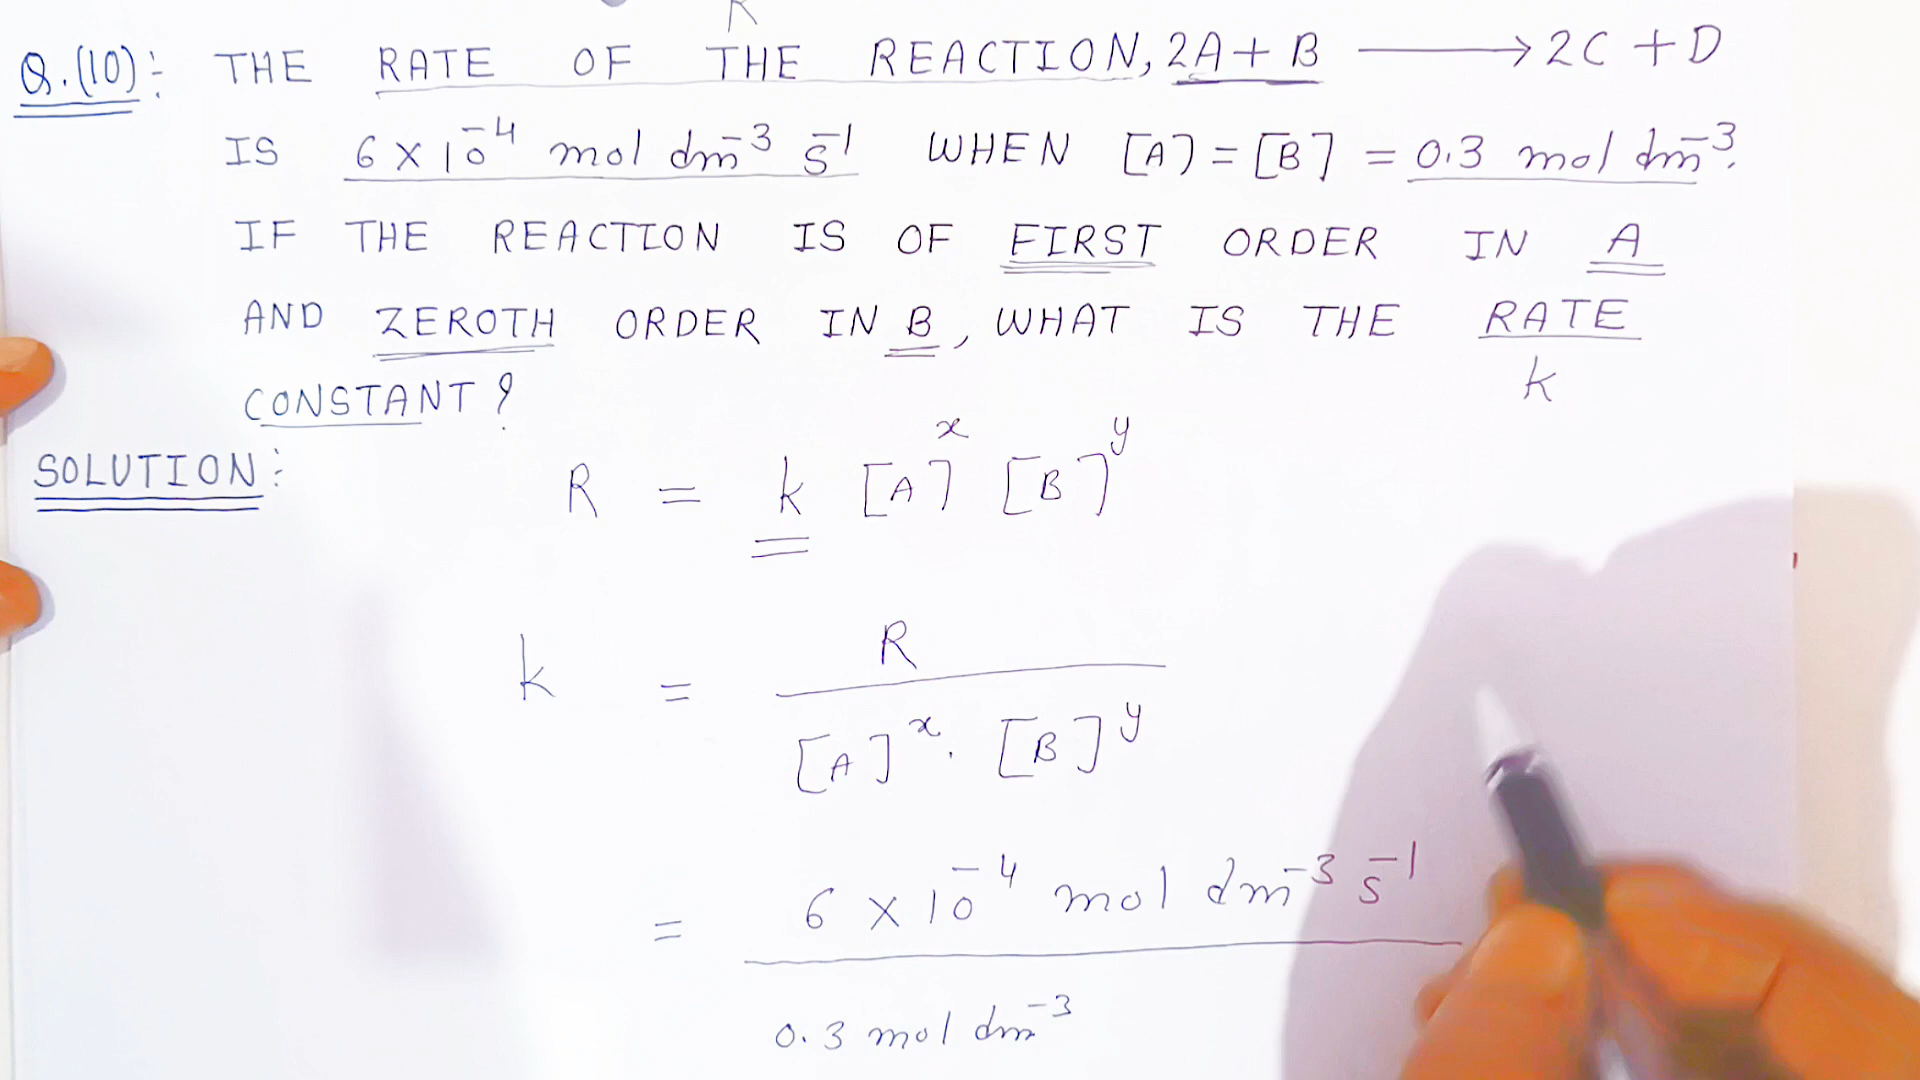 R
Q.(10):- THE RATE OF THE REACTION, 2A + B ⟶ 2C + D
IS 6 × 10⁻⁴ mol dm⁻³ s⁻¹ WHEN [A] = [B] = 0.3 mol dm⁻³.
IF THE REACTION IS OF FIRST ORDER IN A
AND ZEROTH ORDER IN B, WHAT IS THE RATE
k
CONSTANT?
SOLUTION:-
R = k [A]ˣ [B]ʸ
k = R
[A]ˣ . [B]ʸ
= 6 × 10⁻⁴ mol dm⁻³ s⁻¹
0.3 mol dm⁻³